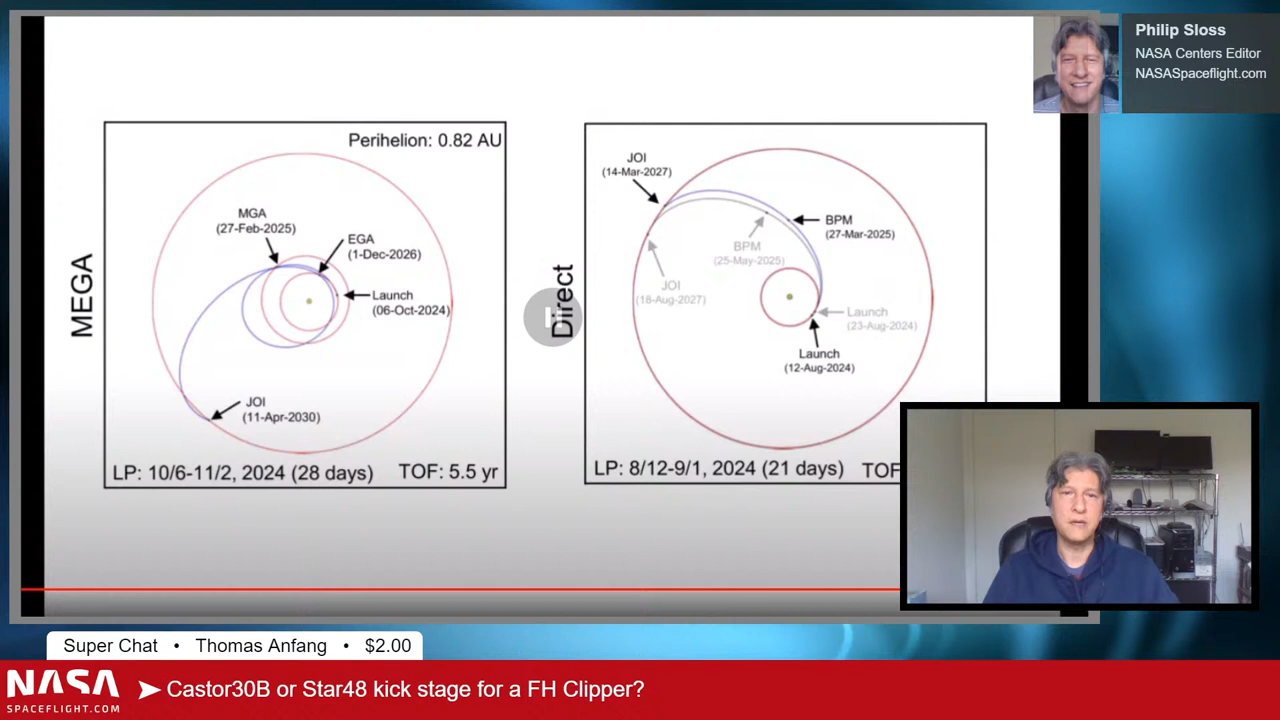 Philip Sloss
NASA Centers Editor
NASASpaceflight.com
MEGA
Perihelion: 0.82 AU
MGA
(27-Feb-2025)
EGA
(1-Dec-2026)
Launch
(06-Oct-2024)
JOI
(11-Apr-2030)
LP: 10/6-11/2, 2024 (28 days)
TOF: 5.5 yr
Direct
JOI
(14-Mar-2027)
BPM
(27-Mar-2025)
BPM
(25-May-2025)
JOI
(18-Aug-2027)
Launch
(23-Aug-2024)
Launch
(12-Aug-2024)
LP: 8/12-9/1, 2024 (21 days)
TOF
Super Chat • Thomas Anfang • $2.00
NASA
SPACEFLIGHT.COM
Castor30B or Star48 kick stage for a FH Clipper?